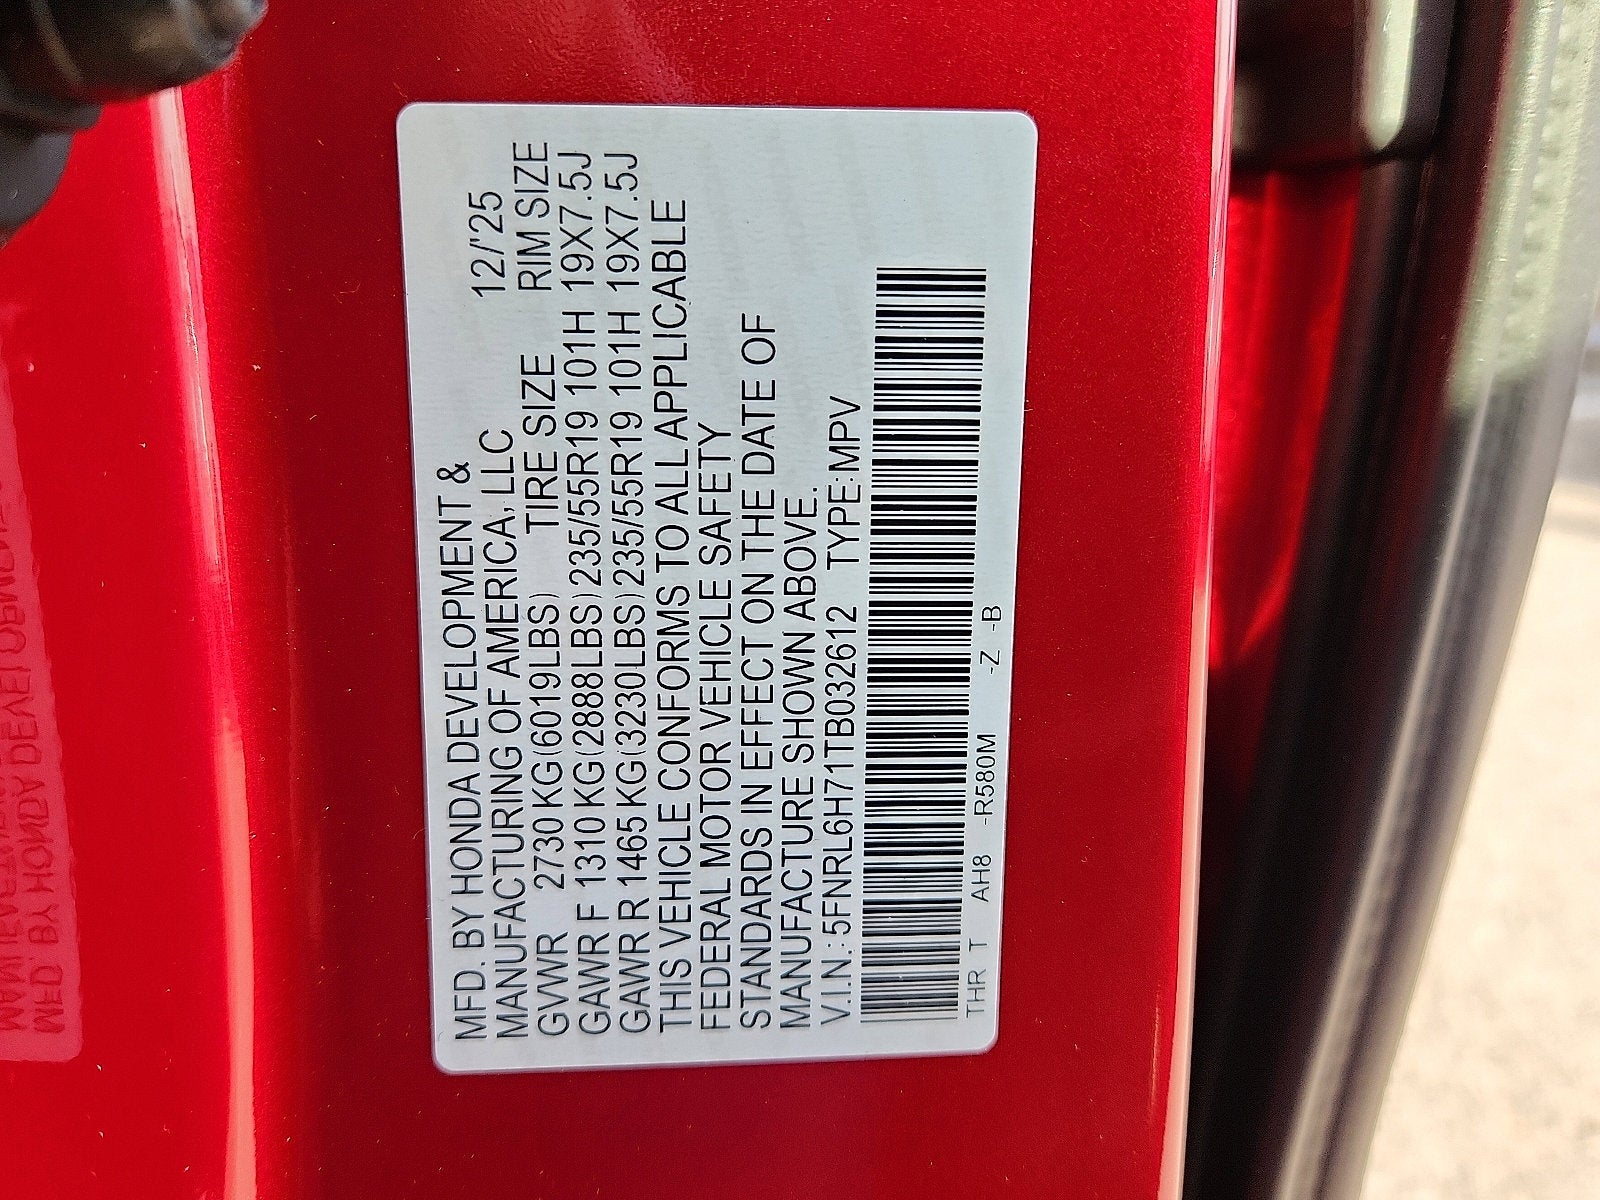 MFD. BY HONDA DEVELOPMENT &
MANUFACTURING OF AMERICA, LLC 12/'25
GVWR 2730 KG(6019LBS) TIRE SIZE RIM SIZE
GAWR F 1310 KG(2888LBS) 235/55R19 101H 19X7.5J
GAWR R 1465 KG(3230LBS) 235/55R19 101H 19X7.5J
THIS VEHICLE CONFORMS TO ALL APPLICABLE
FEDERAL MOTOR VEHICLE SAFETY
STANDARDS IN EFFECT ON THE DATE OF
MANUFACTURE SHOWN ABOVE.
V.I.N.: 5FNRL6H71TB032612 TYPE: MPV
THR T AH8 -R580M -Z -B